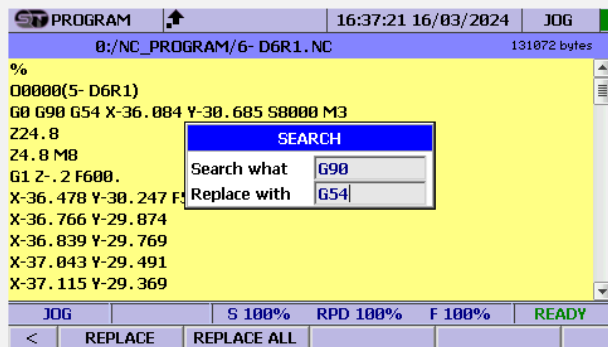 PROGRAM 16:37:21 16/03/2024 JOG
0:/NC_PROGRAM/6- D6R1.NC 131072 bytes
%
O0000(5- D6R1)
G0 G90 G54 X-36.084 Y-30.685 S8000 M3
Z24.8
Z4.8 M8
G1 Z-.2 F600.
X-36.478 Y-30.247
X-36.766 Y-29.874
X-36.839 Y-29.769
X-37.043 Y-29.491
X-37.115 Y-29.369
SEARCH
Search what G90
Replace with G54
JOG S 100% RPD 100% F 100% READY
< REPLACE REPLACE ALL